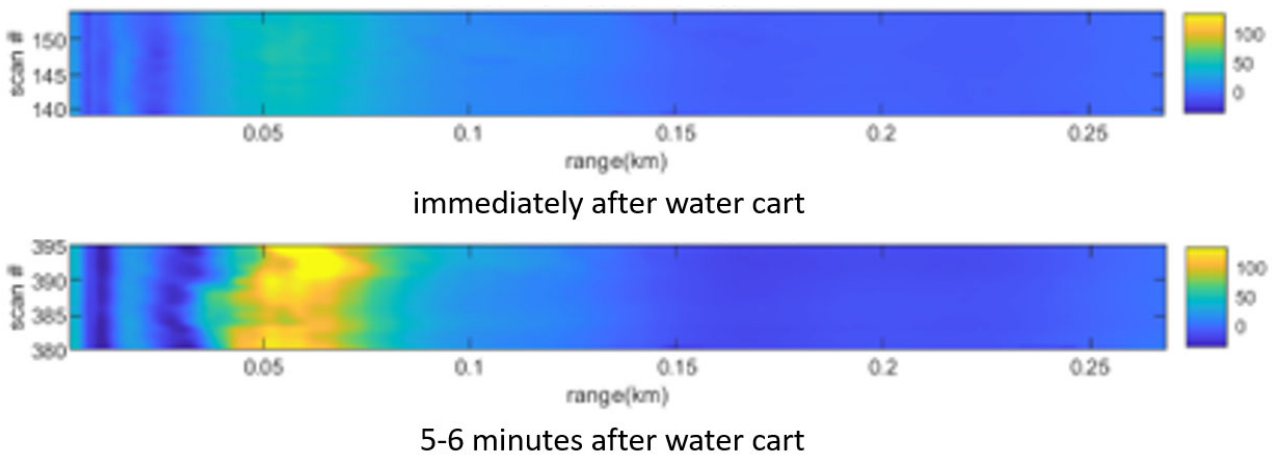 scan #
150
145
140
0.05 0.1 0.15 0.2 0.25
range(km)
100
50
0
immediately after water cart
scan #
395
390
385
380
0.05 0.1 0.15 0.2 0.25
range(km)
100
50
0
5-6 minutes after water cart